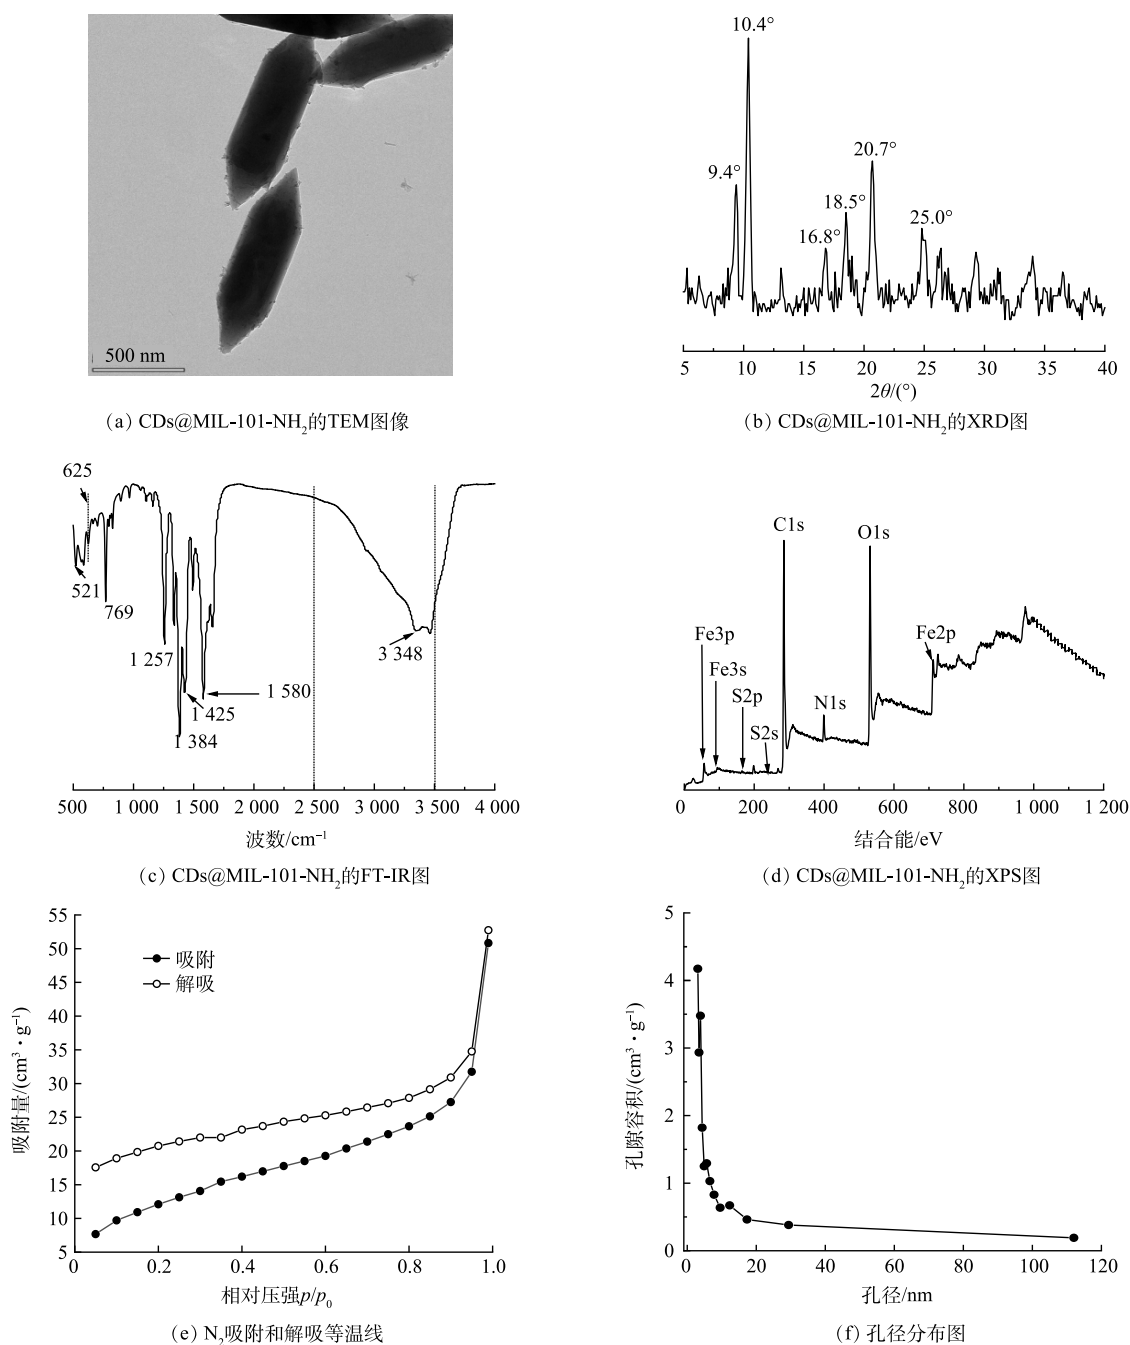 500 nm
(a) CDs@MIL-101-NH2的TEM图像
10.4°
9.4°
16.8°
18.5°
20.7°
25.0°
5 10 15 20 25 30 35 40
2θ/(°)
(b) CDs@MIL-101-NH2的XRD图
625
521
769
1 257
1 384
1 425
1 580
3 348
500 1 000 1 500 2 000 2 500 3 000 3 500 4 000
波数/cm⁻¹
(c) CDs@MIL-101-NH2的FT-IR图
C1s
O1s
Fe3p
Fe3s
S2p
S2s
N1s
Fe2p
0 200 400 600 800 1 000 1 200
结合能/eV
(d) CDs@MIL-101-NH2的XPS图
55
50
45
40
35
30
25
20
15
10
5
吸附量/(cm³·g⁻¹)
吸附
解吸
0 0.2 0.4 0.6 0.8 1.0
相对压强p/p0
(e) N2吸附和解吸等温线
5
4
3
2
1
0
孔隙容积/(cm³·g⁻¹)
0 20 40 60 80 100 120
孔径/nm
(f) 孔径分布图